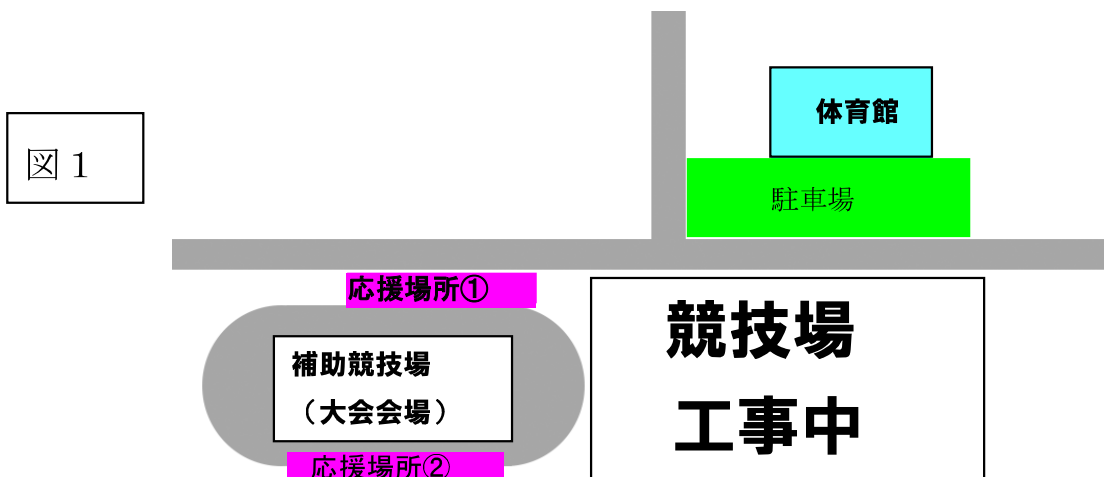 体育館
図１
駐車場
応援場所①
競技場
工事中
補助競技場
（大会会場）
応援場所②